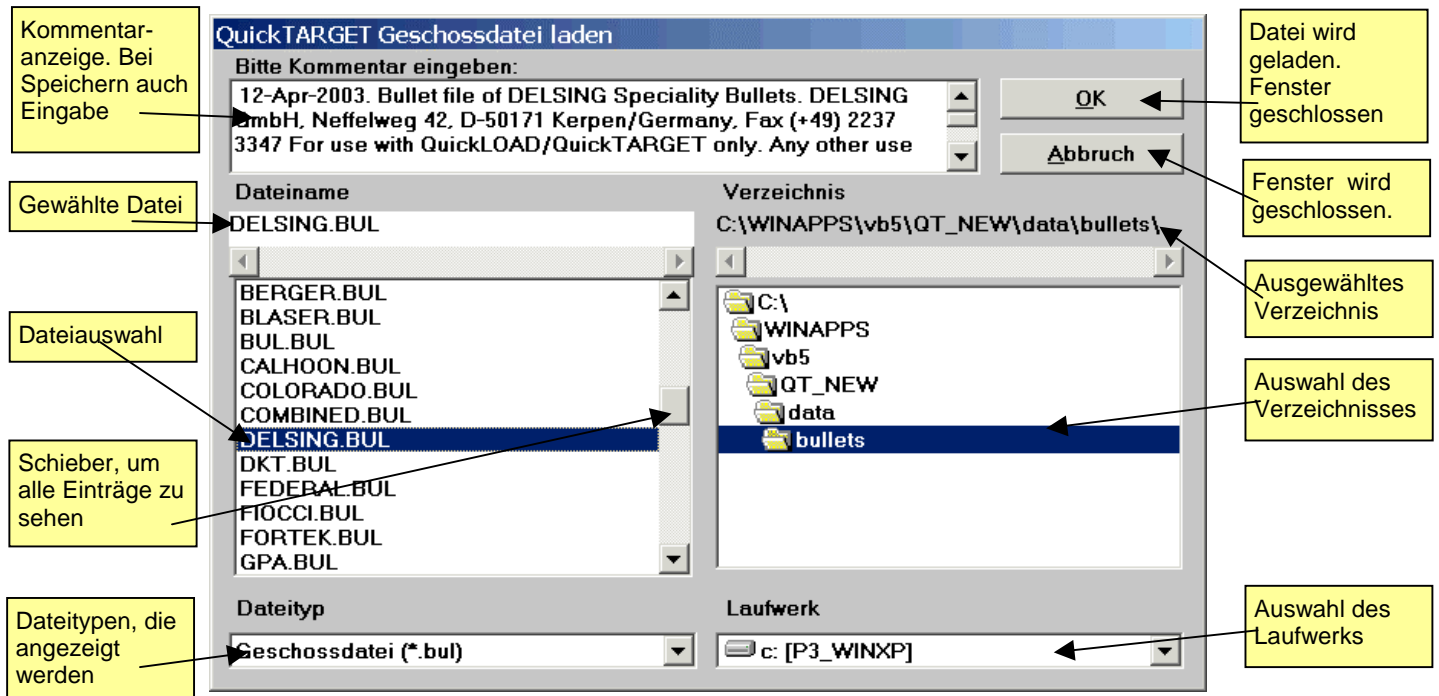 Kommentar-
anzeige. Bei
Speichern auch
Eingabe
Gewählte Datei
Dateiauswahl
Schieber, um
alle Einträge zu
sehen
Dateitypen, die
angezeigt
werden
QuickTARGET Geschossdatei laden
Bitte Kommentar eingeben:
12-Apr-2003. Bullet file of DELSING Speciality Bullets. DELSING
GmbH, Neffelweg 42, D-50171 Kerpen/Germany, Fax (+49) 2237
3347 For use with QuickLOAD/QuickTARGET only. Any other use
OK
Abbruch
Dateiname
DELSING.BUL
BERGER.BUL
BLASER.BUL
BUL.BUL
CALHOON.BUL
COLORADO.BUL
COMBINED.BUL
DELSING.BUL
DKT.BUL
FEDERAL.BUL
FIOCCI.BUL
FORTEK.BUL
GPA.BUL
Verzeichnis
C:\WINAPPS\vb5\QT_NEW\data\bullets\
C:\
WINAPPS
vb5
QT_NEW
data
bullets
Dateityp
Geschossdatei (*.bul)
Laufwerk
c: [P3_WINXP]
Datei wird
geladen.
Fenster
geschlossen
Fenster wird
geschlossen.
Ausgewähltes
Verzeichnis
Auswahl des
Verzeichnisses
Auswahl des
Laufwerks